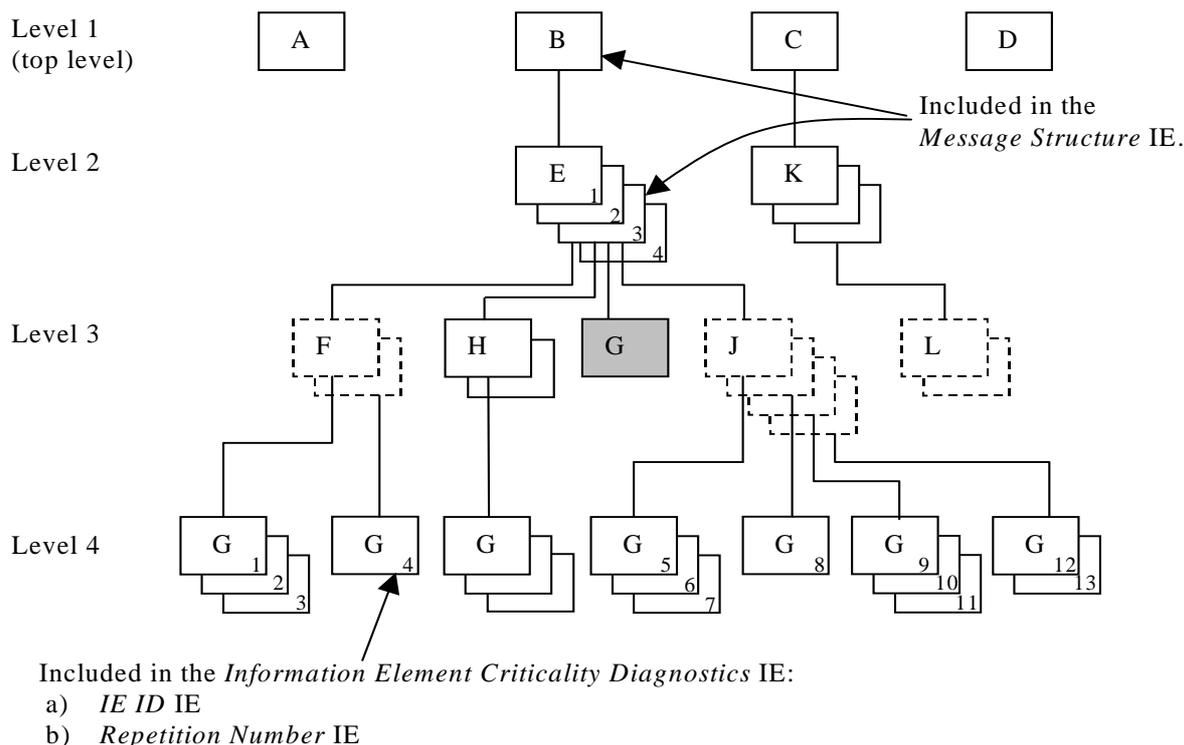 Level 1
(top level)
A
B
C
D
Included in the
Message Structure IE.
Level 2
E
1
2
3
4
K
Level 3
F
H
G
J
L
Level 4
G
1
2
3
G
4
G
G
5
6
7
G
8
G
9
10
11
G
12
13
Included in the Information Element Criticality Diagnostics IE:
a) IE ID IE
b) Repetition Number IE